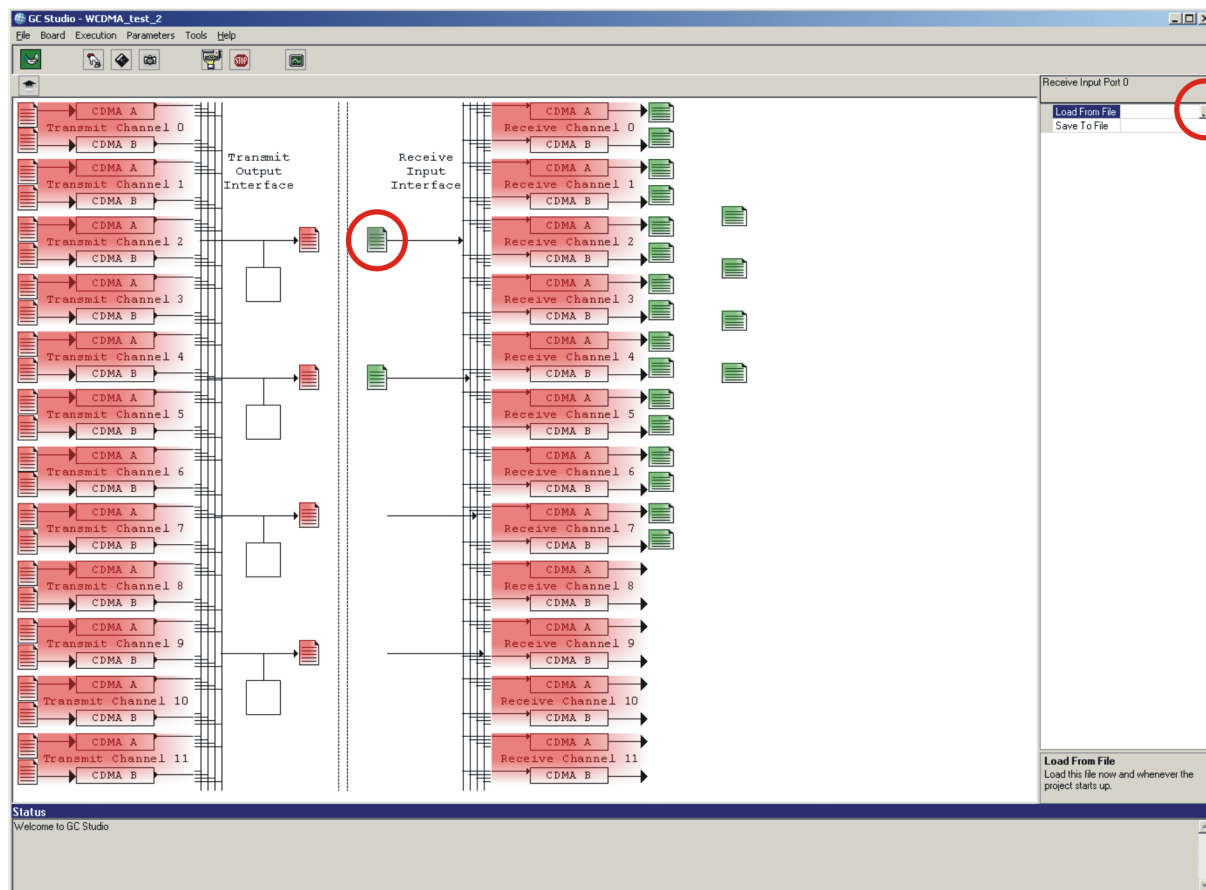 GC Studio - WCDMA_test_2
File Board Execution Parameters Tools Help
STOP
Receive Input Port 0
Load From File ...
Save To File
CDMA A
Transmit Channel 0
CDMA B
CDMA A
Transmit Channel 1
CDMA B
CDMA A
Transmit Channel 2
CDMA B
CDMA A
Transmit Channel 3
CDMA B
CDMA A
Transmit Channel 4
CDMA B
CDMA A
Transmit Channel 5
CDMA B
CDMA A
Transmit Channel 6
CDMA B
CDMA A
Transmit Channel 7
CDMA B
CDMA A
Transmit Channel 8
CDMA B
CDMA A
Transmit Channel 9
CDMA B
CDMA A
Transmit Channel 10
CDMA B
CDMA A
Transmit Channel 11
CDMA B
Transmit
Output
Interface
Receive
Input
Interface
CDMA A
Receive Channel 0
CDMA B
CDMA A
Receive Channel 1
CDMA B
CDMA A
Receive Channel 2
CDMA B
CDMA A
Receive Channel 3
CDMA B
CDMA A
Receive Channel 4
CDMA B
CDMA A
Receive Channel 5
CDMA B
CDMA A
Receive Channel 6
CDMA B
CDMA A
Receive Channel 7
CDMA B
CDMA A
Receive Channel 8
CDMA B
CDMA A
Receive Channel 9
CDMA B
CDMA A
Receive Channel 10
CDMA B
CDMA A
Receive Channel 11
CDMA B
Load From File
Load this file now and whenever the
project starts up.
Status
Welcome to GC Studio